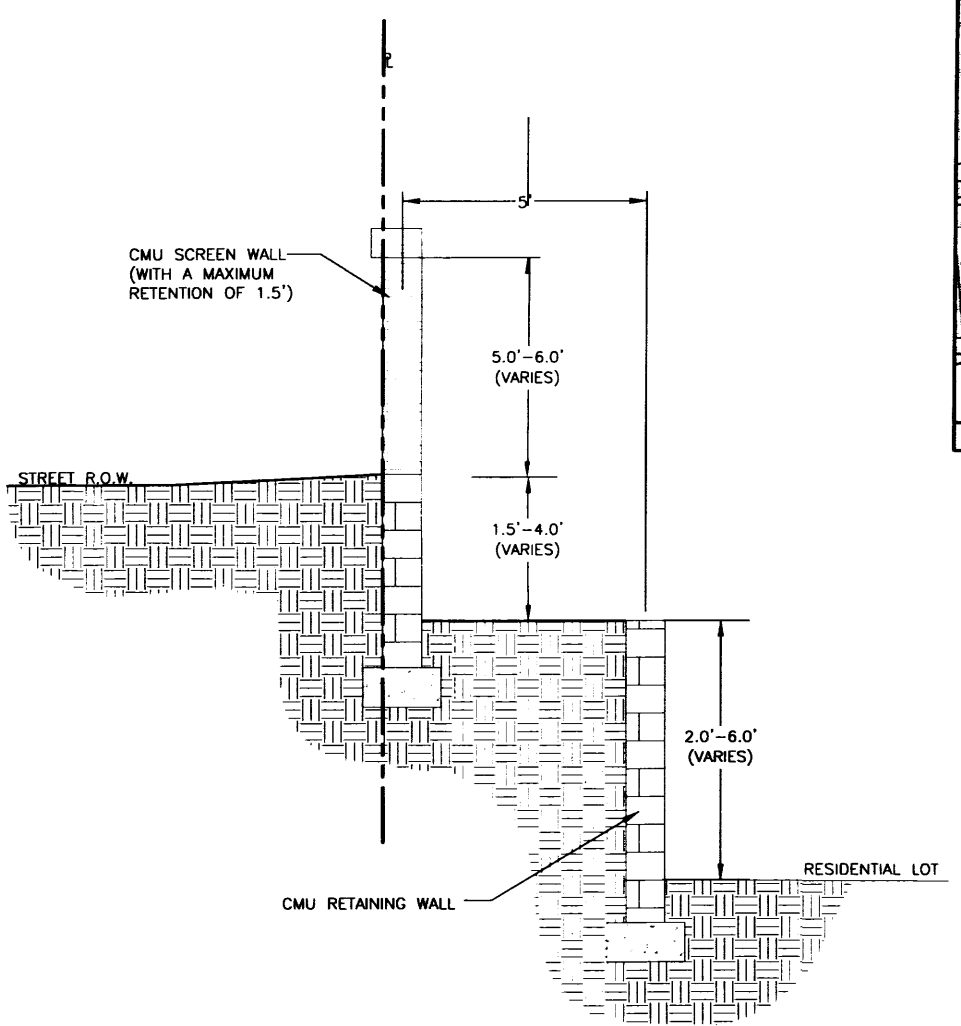 ℄
5'
CMU SCREEN WALL
(WITH A MAXIMUM
RETENTION OF 1.5')
5.0'-6.0'
(VARIES)
STREET R.O.W.
1.5'-4.0'
(VARIES)
2.0'-6.0'
(VARIES)
RESIDENTIAL LOT
CMU RETAINING WALL